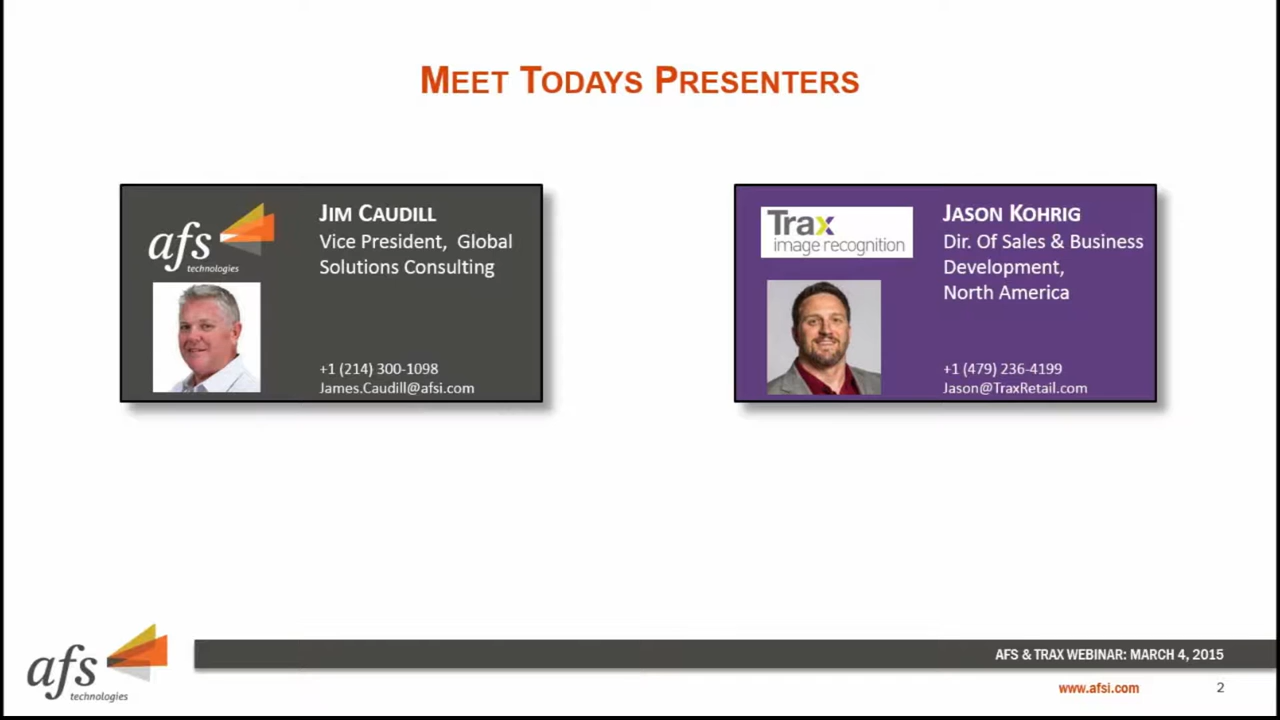 MEET TODAYS PRESENTERS
afs
technologies
JIM CAUDILL
Vice President, Global
Solutions Consulting
+1 (214) 300-1098
James.Caudill@afsi.com
Trax
image recognition
JASON KOHRIG
Dir. Of Sales & Business
Development,
North America
+1 (479) 236-4199
Jason@TraxRetail.com
afs
technologies
AFS & TRAX WEBINAR: MARCH 4, 2015
www.afsi.com
2